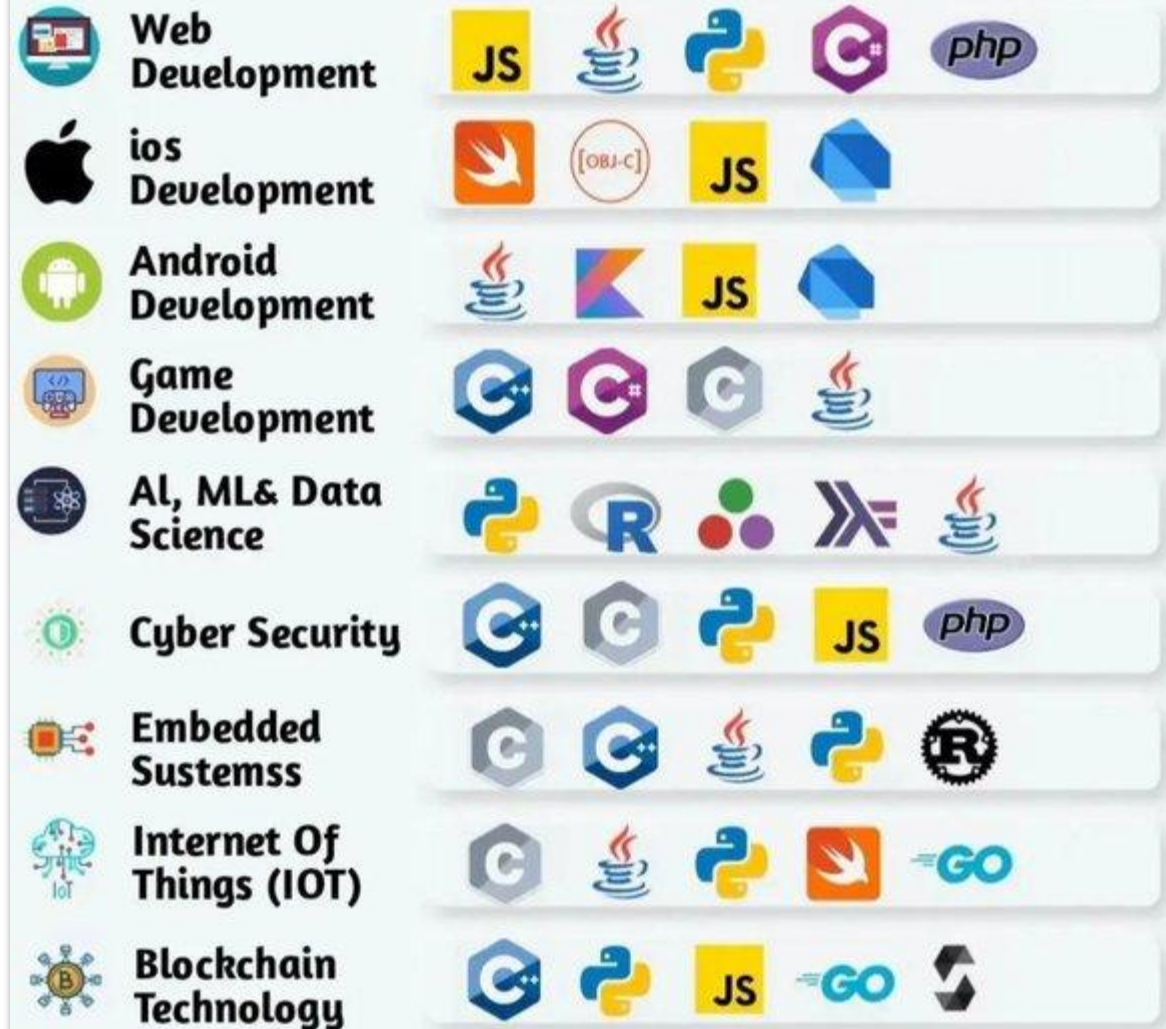 Web
Deuelopment
JS
C#
php
ios
Deuelopment
[OBJ-C]
JS
Android
Deuelopment
JS
Game
Deuelopment
C++
C#
C
Al, ML& Data
Science
R
Cyber Security
C++
C
JS
php
Embedded
Sustemss
C
C++
R
IoT
Internet Of
Things (IOT)
C
GO
B
Blockchain
Technology
C++
JS
GO